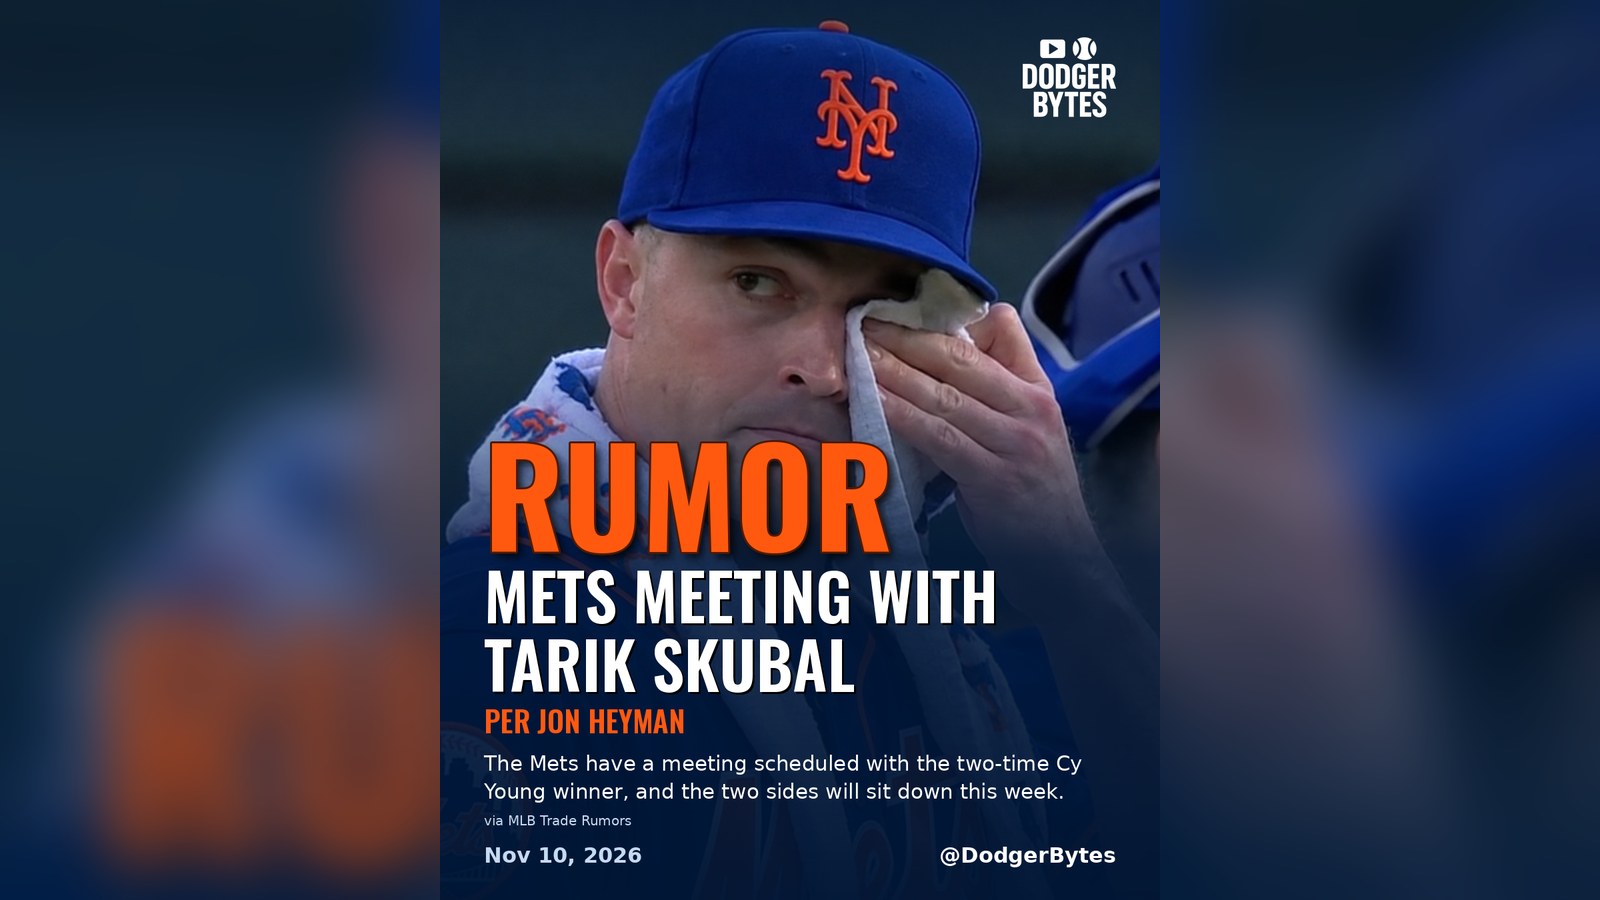 NY
DODGER
BYTES
RUMOR
METS MEETING WITH
TARIK SKUBAL
PER JON HEYMAN
The Mets have a meeting scheduled with the two-time Cy
Young winner, and the two sides will sit down this week.
via MLB Trade Rumors
Nov 10, 2026
@DodgerBytes